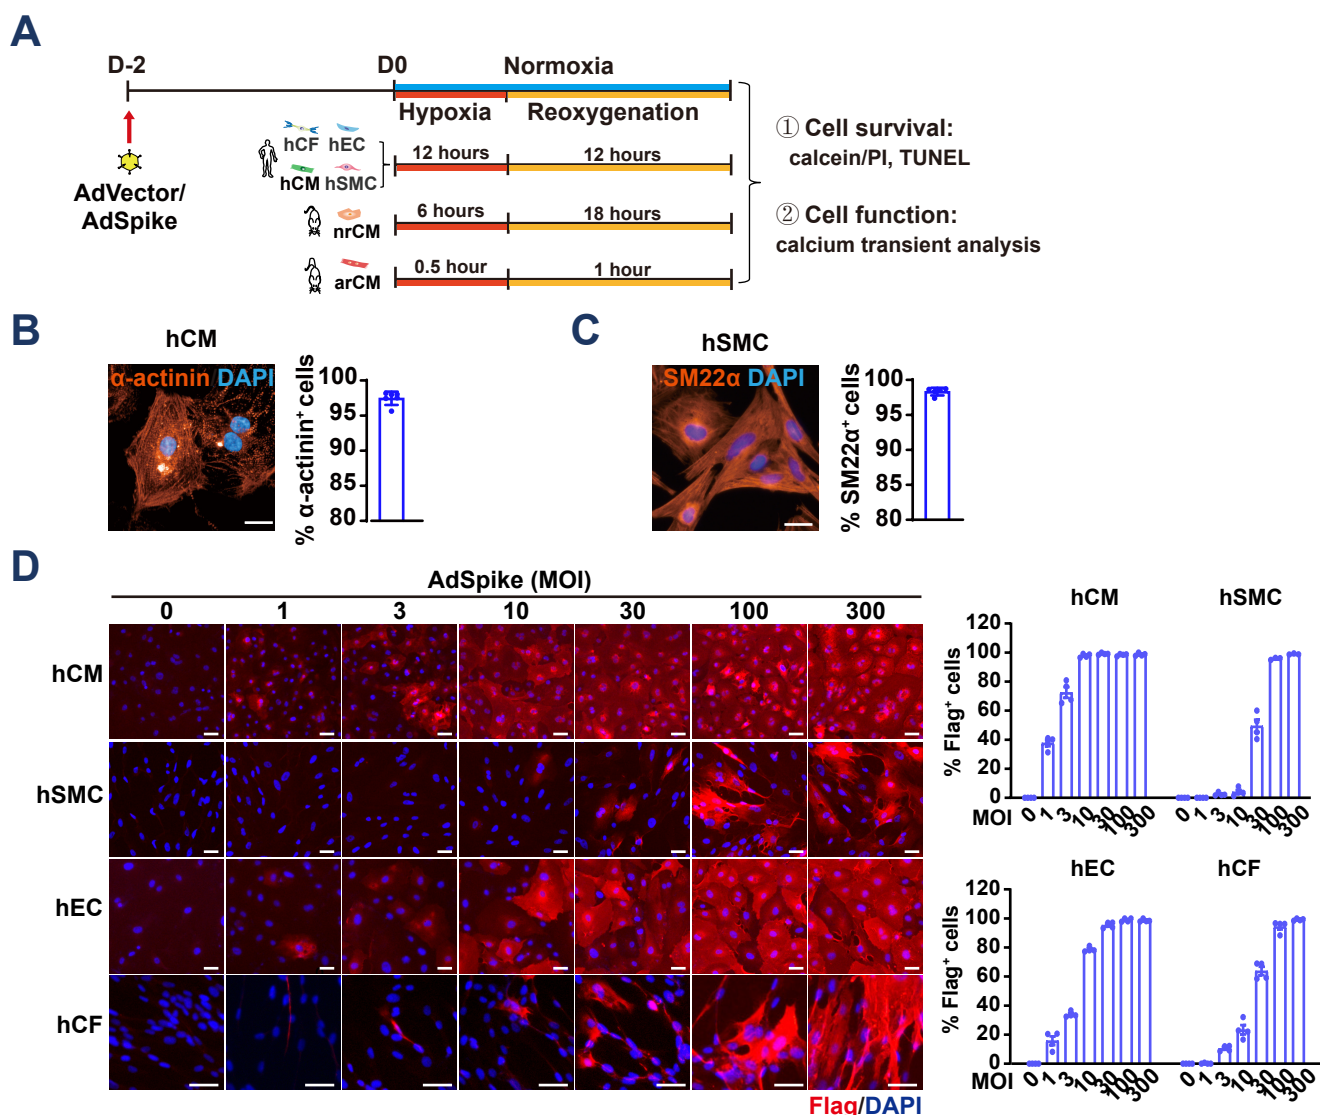 A
D-2
D0
Normoxia
Hypoxia
Reoxygenation
AdVector/
AdSpike
hCF hEC
hCM hSMC
12 hours
12 hours
nrCM
6 hours
18 hours
arCM
0.5 hour
1 hour
① Cell survival:
calcein/PI, TUNEL
② Cell function:
calcium transient analysis
B
hCM
α-actinin DAPI
% α-actinin⁺ cells
100
95
90
85
80
C
hSMC
SM22α DAPI
% SM22α⁺ cells
100
95
90
85
80
D
AdSpike (MOI)
0 1 3 10 30 100 300
hCM
hSMC
hEC
hCF
Flag/DAPI
hCM
hSMC
% Flag⁺ cells
120
100
80
60
40
20
0
MOI
0 1 3 10 30 100 300
0 1 3 10 30 100 300
hEC
hCF
% Flag⁺ cells
120
100
80
60
40
20
0
MOI
0 1 3 10 30 100 300
0 1 3 10 30 100 300